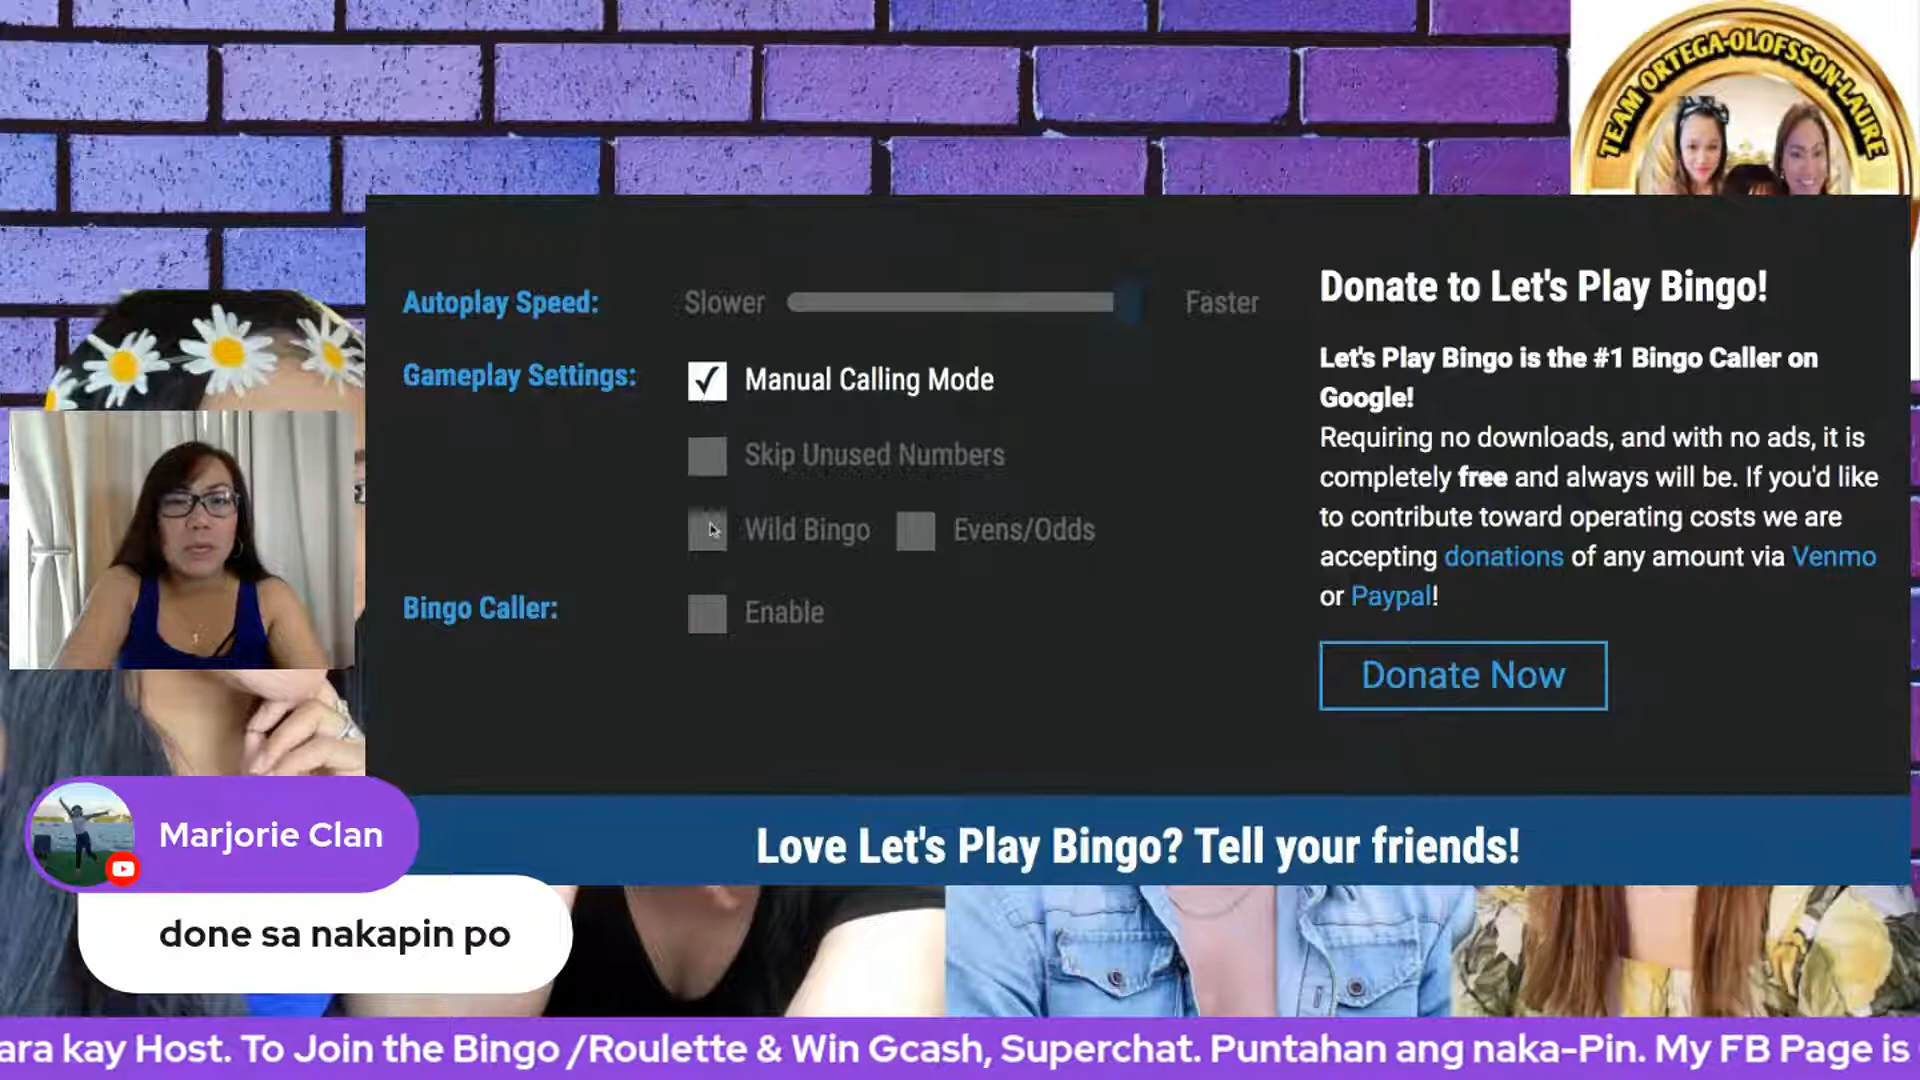 TEAM ORTEGA-OLOFSSON-LAURE
Autoplay Speed:
Slower
Faster
Gameplay Settings:
Manual Calling Mode
Skip Unused Numbers
Wild Bingo
Evens/Odds
Bingo Caller:
Enable
Donate to Let's Play Bingo!
Let's Play Bingo is the #1 Bingo Caller on
Google!
Requiring no downloads, and with no ads, it is
completely free and always will be. If you'd like
to contribute toward operating costs we are
accepting donations of any amount via Venmo
or Paypal!
Donate Now
Love Let's Play Bingo? Tell your friends!
Marjorie Clan
done sa nakapin po
ara kay Host. To Join the Bingo /Roulette & Win Gcash, Superchat. Puntahan ang naka-Pin. My FB Page is